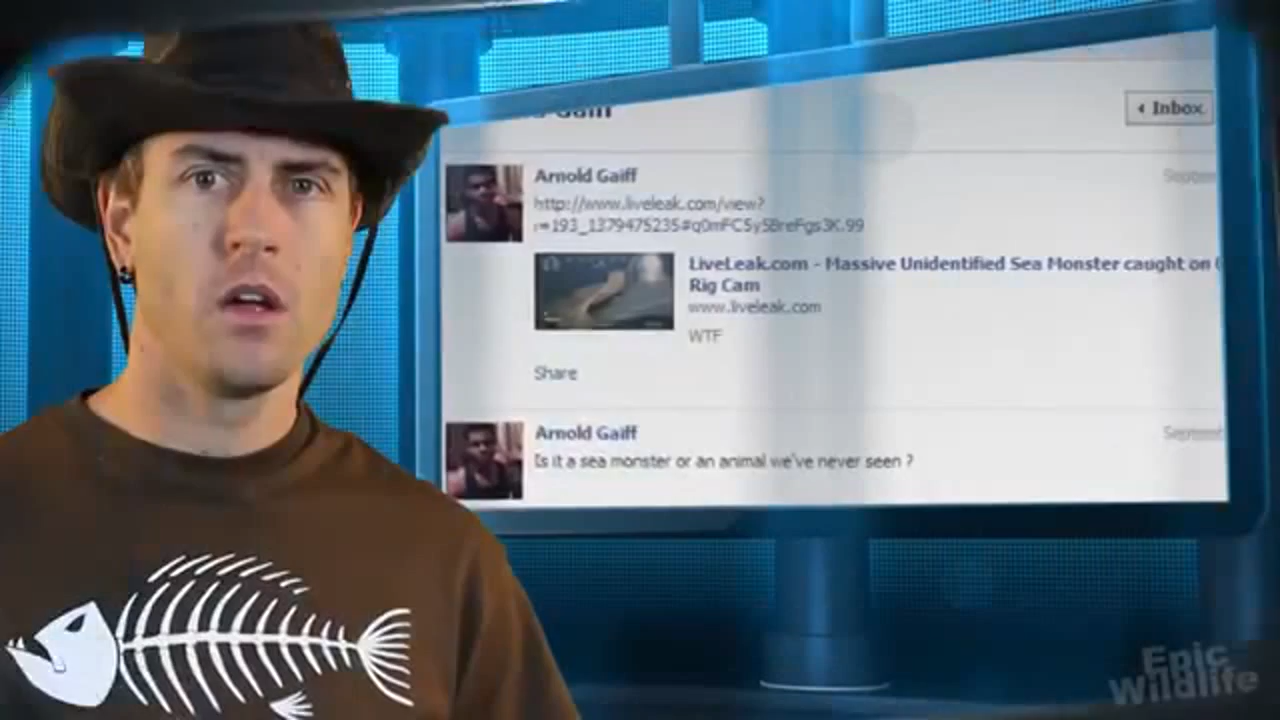 Inbox
Arnold Gaiff
http://www.liveleak.com/view?
LiveLeak.com - Massive Unidentified Sea Monster caught on
Rig Cam
www.liveleak.com
WTF
Share
Arnold Gaiff
Is it a sea monster or an animal we've never seen ?
Epic
Wildlife